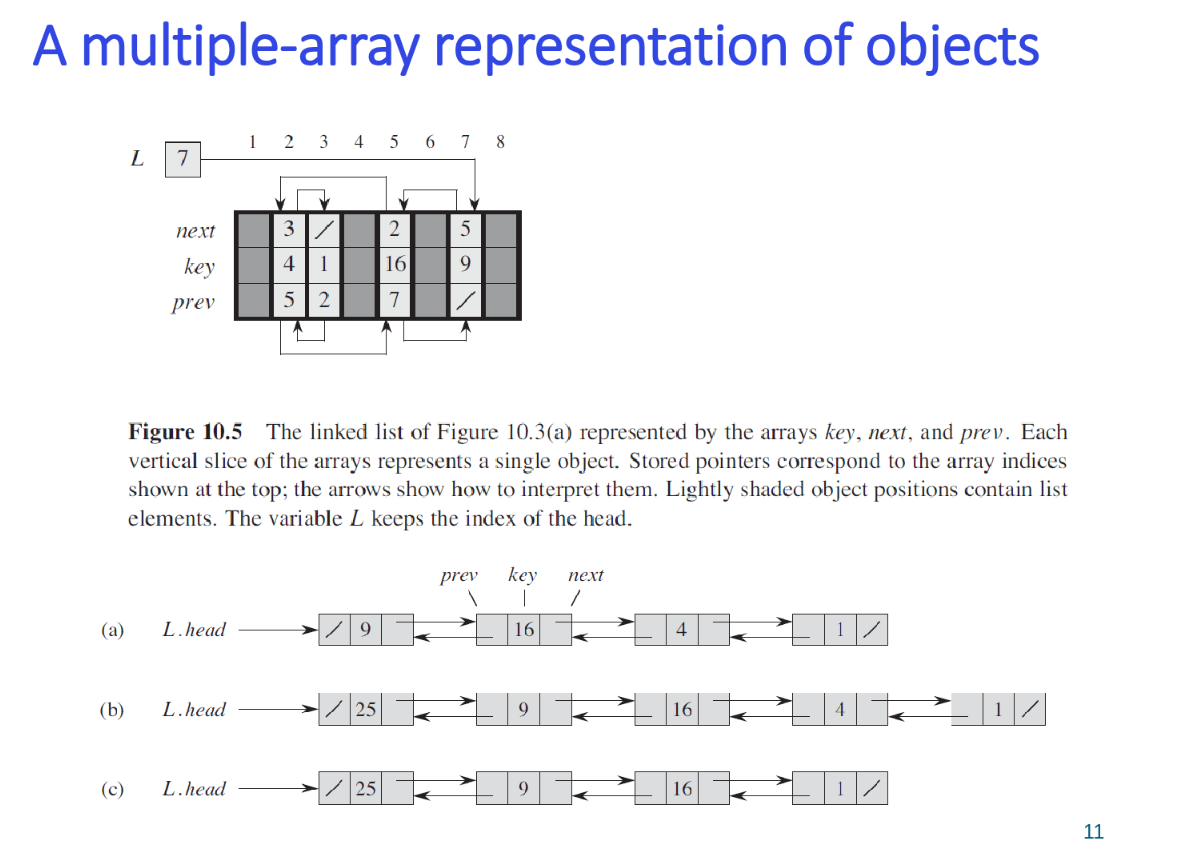 A multiple-array representation of objects
1 2 3 4 5 6 7 8
L 7
next 3 / 2 5
key 4 1 16 9
prev 5 2 7 /
Figure 10.5 The linked list of Figure 10.3(a) represented by the arrays key, next, and prev. Each
vertical slice of the arrays represents a single object. Stored pointers correspond to the array indices
shown at the top; the arrows show how to interpret them. Lightly shaded object positions contain list
elements. The variable L keeps the index of the head.
prev key next
(a) L.head / 9 16 4 1 /
(b) L.head / 25 9 16 4 1 /
(c) L.head / 25 9 16 1 /
11